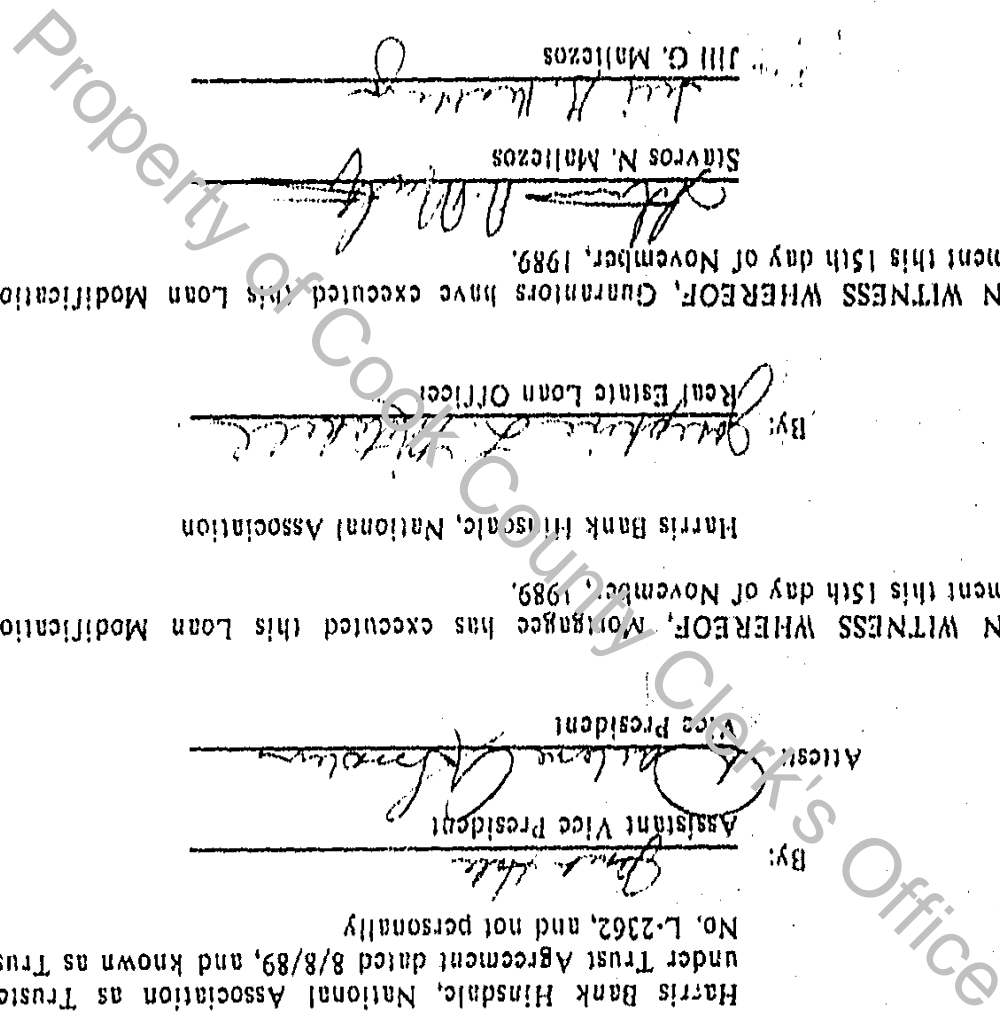 Harris Bank Hinsdale, National Association as Truste
under Trust Agreement dated 8/8/89, and known as Trus
No. L-2362, and not personally
By:
Assistant Vice President
Attest:
Vice President
N WITNESS WHEREOF, Mortgagee has executed this Loan Modificatio
ment this 15th day of November, 1989.
Harris Bank Hinsdale, National Association
By:
Real Estate Loan Officer
N WITNESS WHEREOF, Guarantors have executed this Loan Modificatio
ment this 15th day of November, 1989.
Stavros N. Maliezos
Jill G. Maliezos
Property of Cook County Clerk's Office